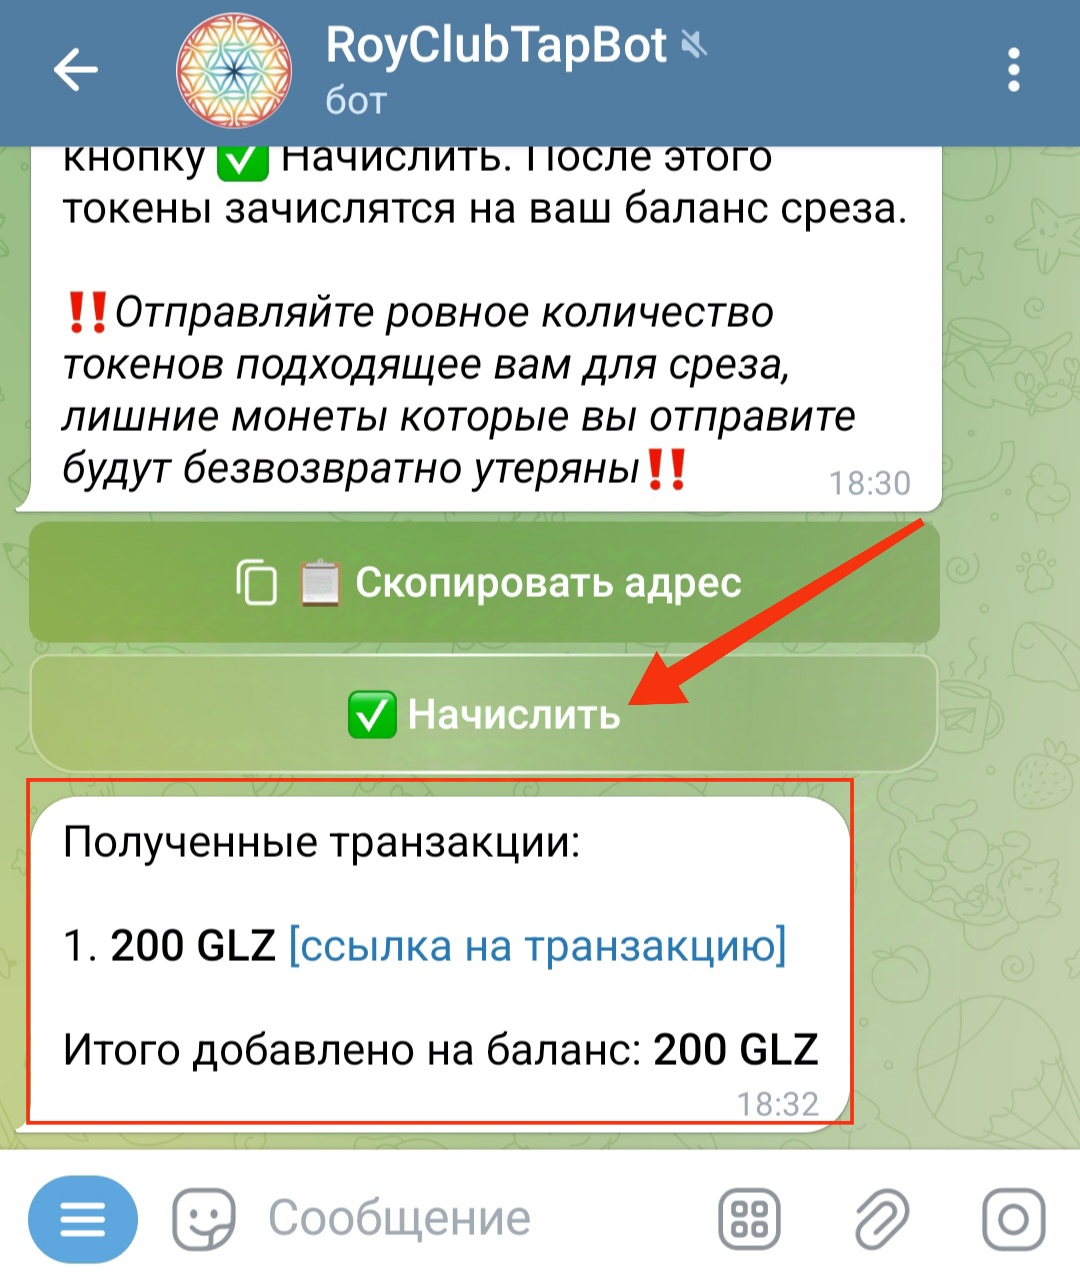 RoyClubTapBot
бот
кнопку ✅ Начислить. После этого
токены зачислятся на ваш баланс среза.
‼️Отправляйте ровное количество
токенов подходящее вам для среза,
лишние монеты которые вы отправите
будут безвозвратно утеряны‼️
18:30
📋 Скопировать адрес
✅ Начислить
Полученные транзакции:
1. 200 GLZ [ссылка на транзакцию]
Итого добавлено на баланс: 200 GLZ
18:32
Сообщение